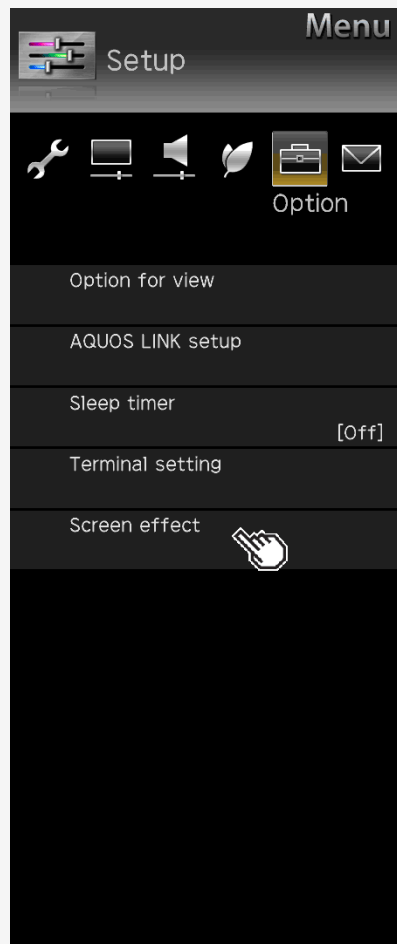 Menu
Setup
Option
Option for view
AQUOS LINK setup
Sleep timer
[Off]
Terminal setting
Screen effect